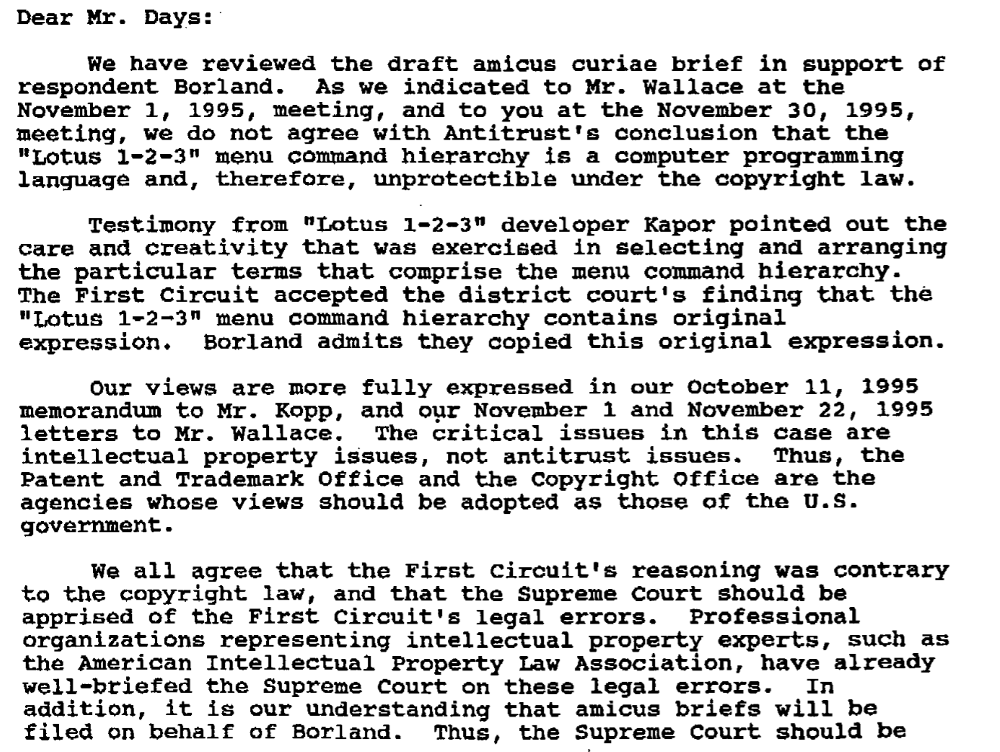 Dear Mr. Days:
We have reviewed the draft amicus curiae brief in support of
respondent Borland. As we indicated to Mr. Wallace at the
November 1, 1995, meeting, and to you at the November 30, 1995,
meeting, we do not agree with Antitrust's conclusion that the
"Lotus 1-2-3" menu command hierarchy is a computer programming
language and, therefore, unprotectible under the copyright law.
Testimony from "Lotus 1-2-3" developer Kapor pointed out the
care and creativity that was exercised in selecting and arranging
the particular terms that comprise the menu command hierarchy.
The First Circuit accepted the district court's finding that the
"Lotus 1-2-3" menu command hierarchy contains original
expression. Borland admits they copied this original expression.
Our views are more fully expressed in our October 11, 1995
memorandum to Mr. Kopp, and our November 1 and November 22, 1995
letters to Mr. Wallace. The critical issues in this case are
intellectual property issues, not antitrust issues. Thus, the
Patent and Trademark Office and the Copyright Office are the
agencies whose views should be adopted as those of the U.S.
government.
We all agree that the First Circuit's reasoning was contrary
to the copyright law, and that the Supreme Court should be
apprised of the First Circuit's legal errors. Professional
organizations representing intellectual property experts, such as
the American Intellectual Property Law Association, have already
well-briefed the Supreme Court on these legal errors. In
addition, it is our understanding that amicus briefs will be
filed on behalf of Borland. Thus, the Supreme Court should be